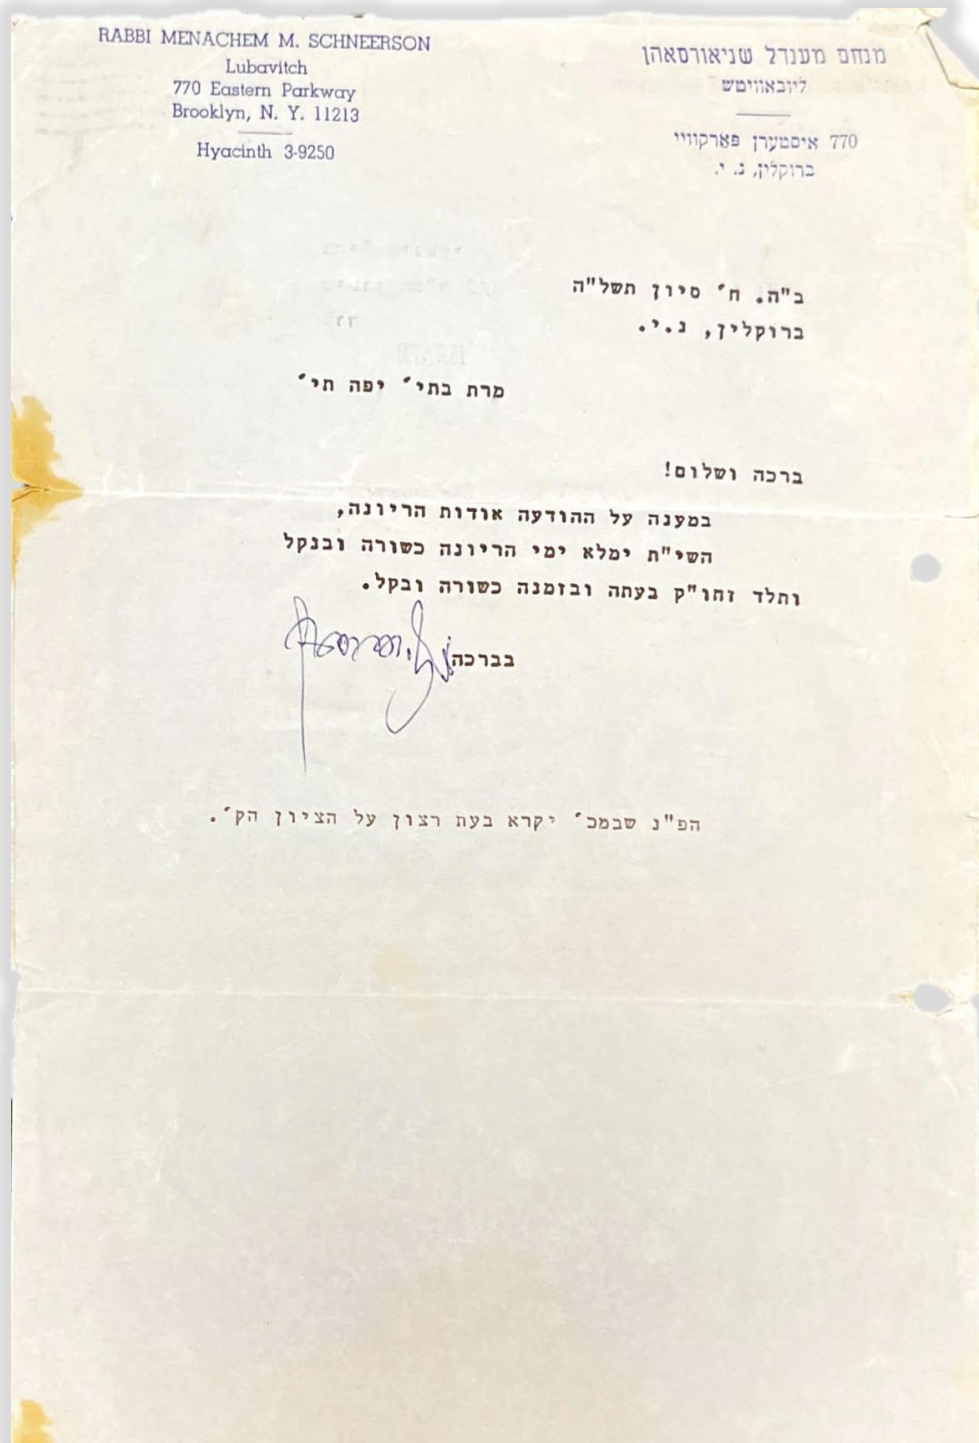 RABBI MENACHEM M. SCHNEERSON
Lubavitch
770 Eastern Parkway
Brooklyn, N. Y. 11213
Hyacinth 3-9250
מנחם מענדל שניאורסאהן
ליובאוויטש
770 איסטערן פארקוויי
ברוקלין, נ. י.
ב"ה. ח' סיון תשל"ה
ברוקלין, נ.י.
מרת בתי' יפה תי'
ברכה ושלום!
במענה על ההודעה אודות הריונה,
השי"ת ימלא ימי הריונה כשורה ובנקל
ותלד זחו"ק בעתה ובזמנה כשורה ובקל.
בברכה
הפ"נ שבמכ' יקרא בעת רצון על הציון הק'.